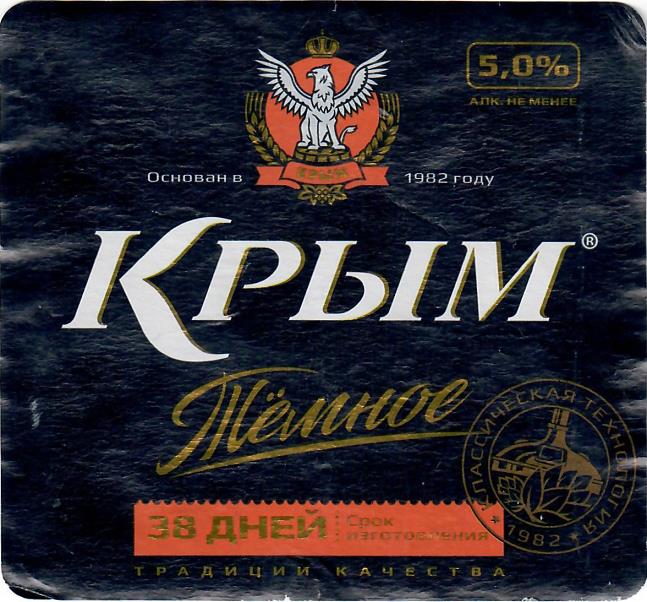 5,0%
АЛК. НЕ МЕНЕЕ
КРЫМ
Основан в 1982 году
КРЫМ®
Тёмное
КЛАССИЧЕСКАЯ ТЕХНОЛОГИЯ
* 1982 *
38 ДНЕЙ
Срок
изготовления
ТРАДИЦИИ КАЧЕСТВА